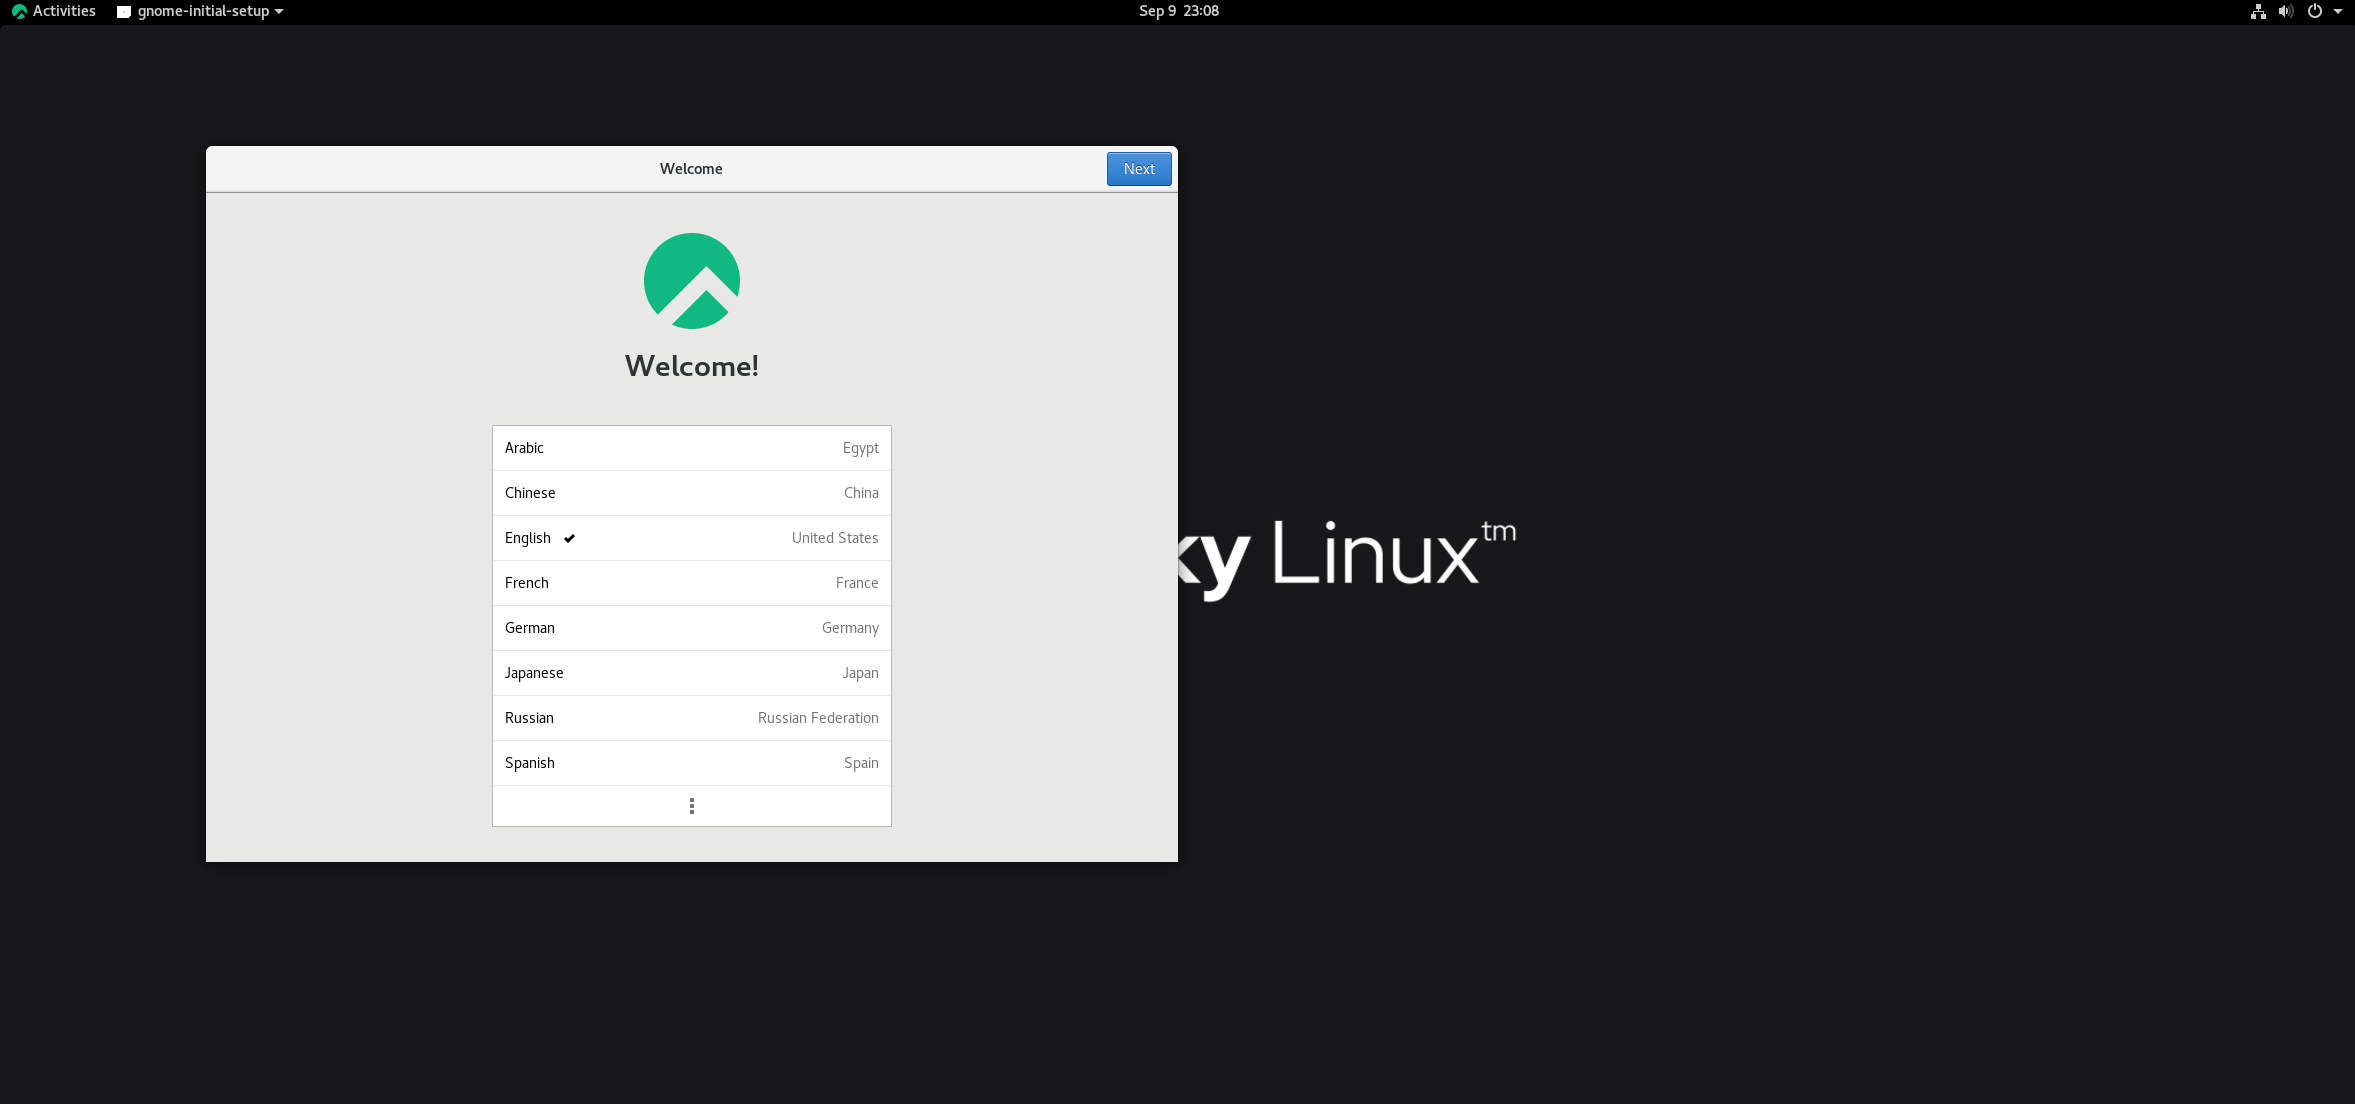 Activities gnome-initial-setup Sep 9 23:08
Welcome Next
Welcome!
Arabic Egypt
Chinese China
English United States
French France
German Germany
Japanese Japan
Russian Russian Federation
Spanish Spain
ky Linux™